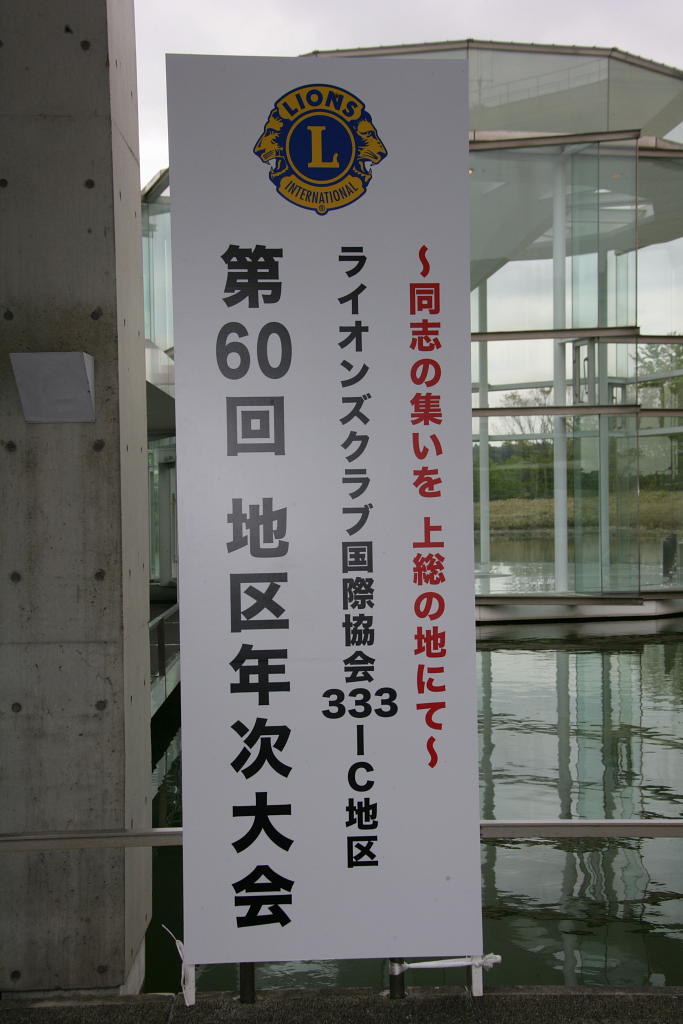 LIONS
L
INTERNATIONAL
®
～同志の集いを 上総の地にて～
ライオンズクラブ国際協会333ーC地区
第60回 地区年次大会